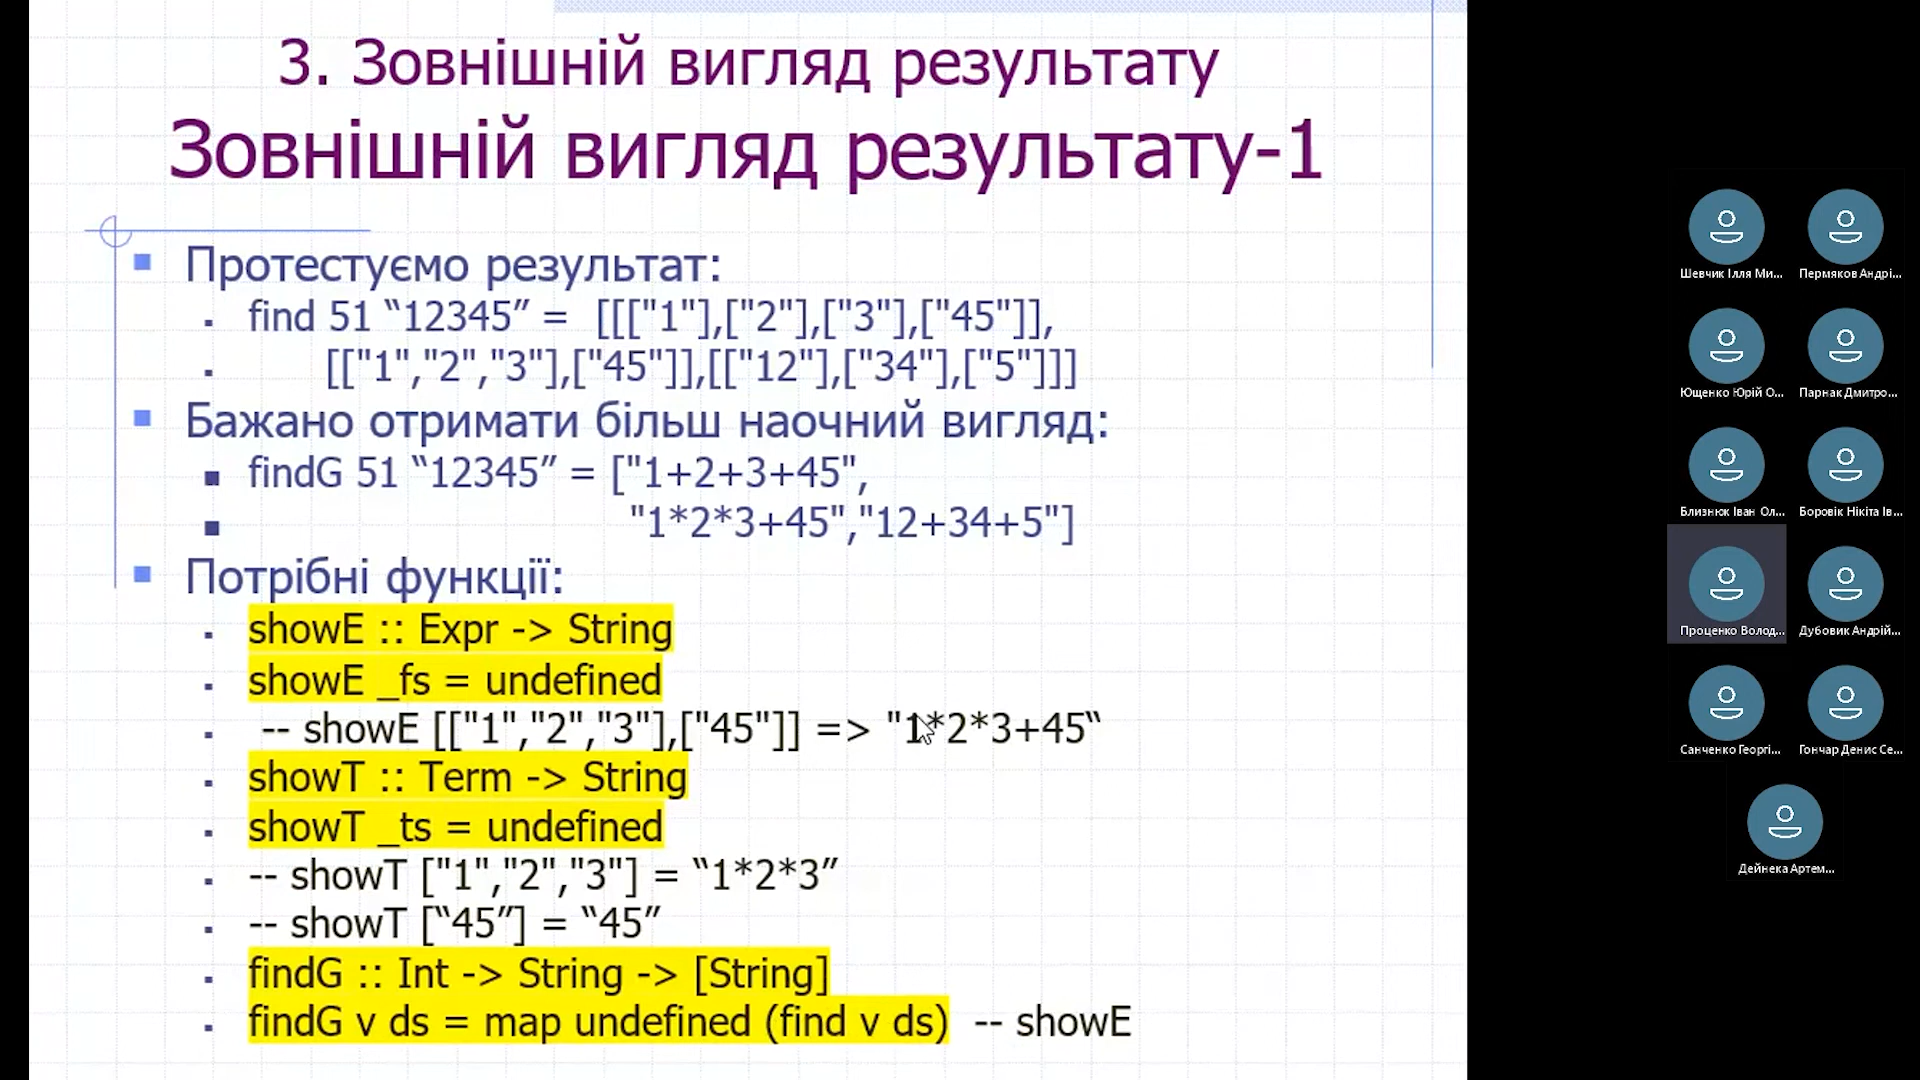 3. Зовнішній вигляд результату
Зовнішній вигляд результату-1
Протестуємо результат:
find 51 “12345” = [[["1"],["2"],["3"],["45"]],
[["1","2","3"],["45"]],[["12"],["34"],["5"]]]
Бажано отримати більш наочний вигляд:
findG 51 “12345” = ["1+2+3+45",
"1*2*3+45","12+34+5"]
Потрібні функції:
showE :: Expr -> String
showE _fs = undefined
-- showE [["1","2","3"],["45"]] => "1*2*3+45“
showT :: Term -> String
showT _ts = undefined
-- showT ["1","2","3"] = “1*2*3”
-- showT [“45”] = “45”
findG :: Int -> String -> [String]
findG v ds = map undefined (find v ds) -- showE
Шевчик Ілля Ми...
Пермяков Андрі...
Ющенко Юрій О...
Парнак Дмитро...
Близнюк Іван Ол...
Боровік Нікіта Ів...
Проценко Волод...
Дубовик Андрій...
Санченко Георгі...
Гончар Денис Се...
Дейнека Артем...